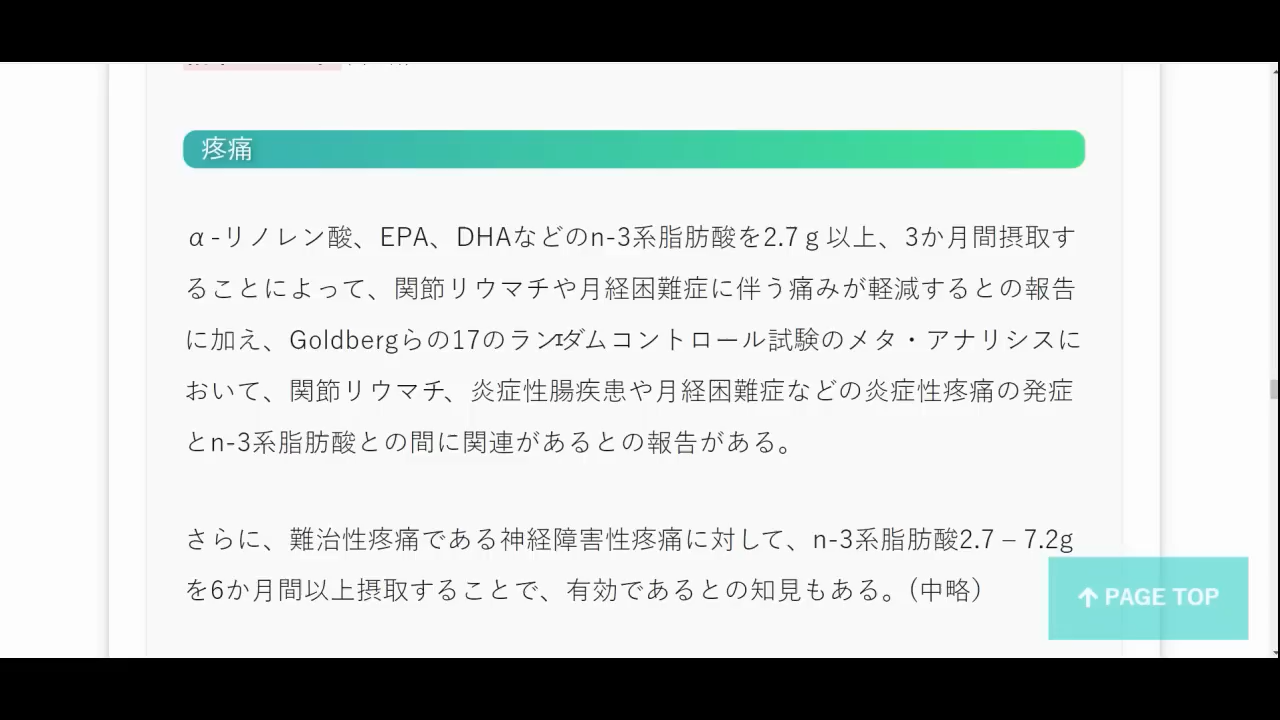 疼痛
α-リノレン酸、EPA、DHAなどのn-3系脂肪酸を2.7ｇ以上、3か月間摂取す
ることによって、関節リウマチや月経困難症に伴う痛みが軽減するとの報告
に加え、Goldbergらの17のランダムコントロール試験のメタ・アナリシスに
おいて、関節リウマチ、炎症性腸疾患や月経困難症などの炎症性疼痛の発症
とn-3系脂肪酸との間に関連があるとの報告がある。
さらに、難治性疼痛である神経障害性疼痛に対して、n-3系脂肪酸2.7 – 7.2g
を6か月間以上摂取することで、有効であるとの知見もある。（中略）
↑ PAGE TOP